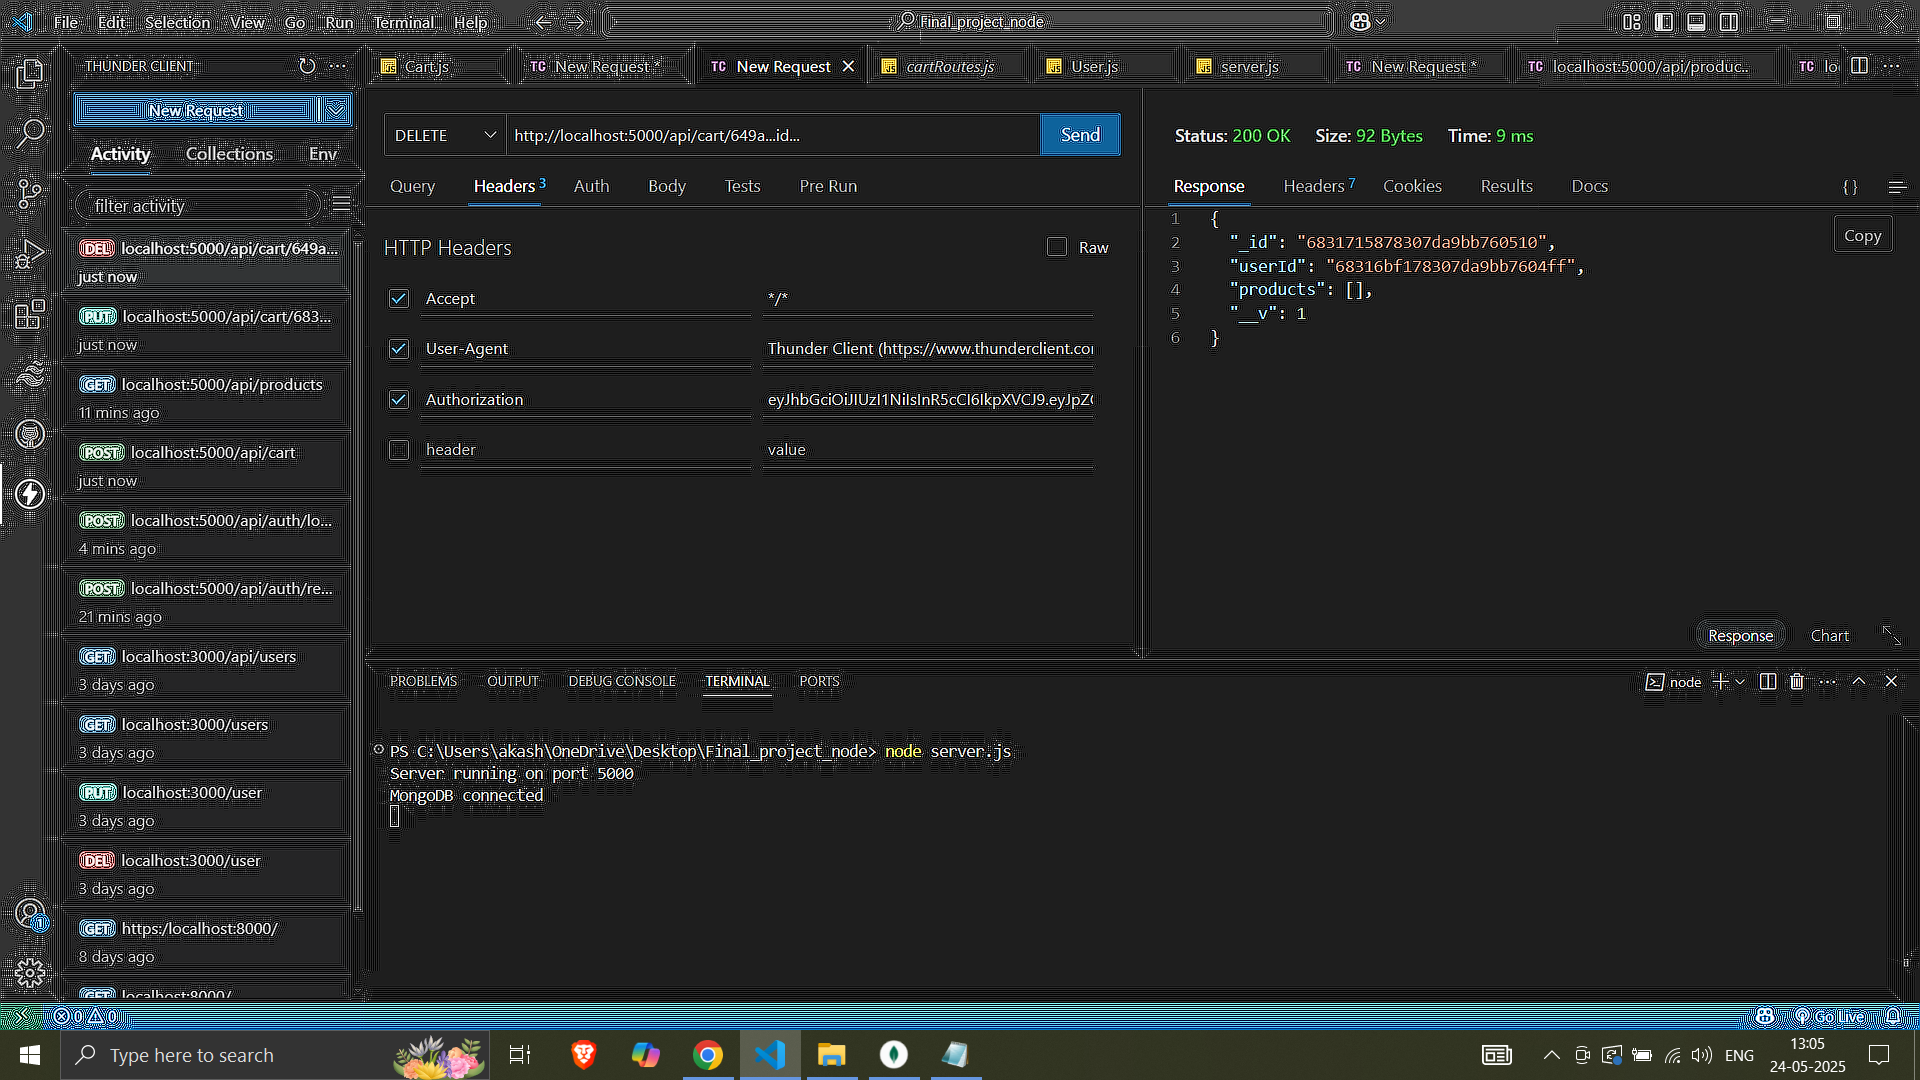 File Edit Selection View Go Run Terminal Help
Final_project_node
THUNDER CLIENT
New Request
Activity Collections Env
filter activity
DEL localhost:5000/api/cart/649a...
just now
PUT localhost:5000/api/cart/683...
just now
GET localhost:5000/api/products
11 mins ago
POST localhost:5000/api/cart
just now
POST localhost:5000/api/auth/lo...
4 mins ago
POST localhost:5000/api/auth/re...
21 mins ago
GET localhost:3000/api/users
3 days ago
GET localhost:3000/users
3 days ago
PUT localhost:3000/user
3 days ago
DEL localhost:3000/user
3 days ago
GET https:/localhost:8000/
8 days ago
GET localhost:8000/
JS Cart.js
TC New Request *
TC New Request
JS cartRoutes.js
JS User.js
JS server.js
TC New Request *
TC localhost:5000/api/produc...
TC lo
DELETE http://localhost:5000/api/cart/649a...id... Send
Query Headers 3 Auth Body Tests Pre Run
HTTP Headers Raw
Accept */*
User-Agent Thunder Client (https://www.thunderclient.co
Authorization eyJhbGciOiJIUzI1NiIsInR5cCI6IkpXVCJ9.eyJpZ
header value
Status: 200 OK Size: 92 Bytes Time: 9 ms
Response Headers 7 Cookies Results Docs { }
Copy
1 {
2 "_id": "6831715878307da9bb760510",
3 "userId": "68316bf178307da9bb7604ff",
4 "products": [],
5 "__v": 1
6 }
Response Chart
PROBLEMS OUTPUT DEBUG CONSOLE TERMINAL PORTS
node
PS C:\Users\akash\OneDrive\Desktop\Final_project_node> node server.js
Server running on port 5000
MongoDB connected
0 0
Go Live
Type here to search
ENG
13:05
24-05-2025